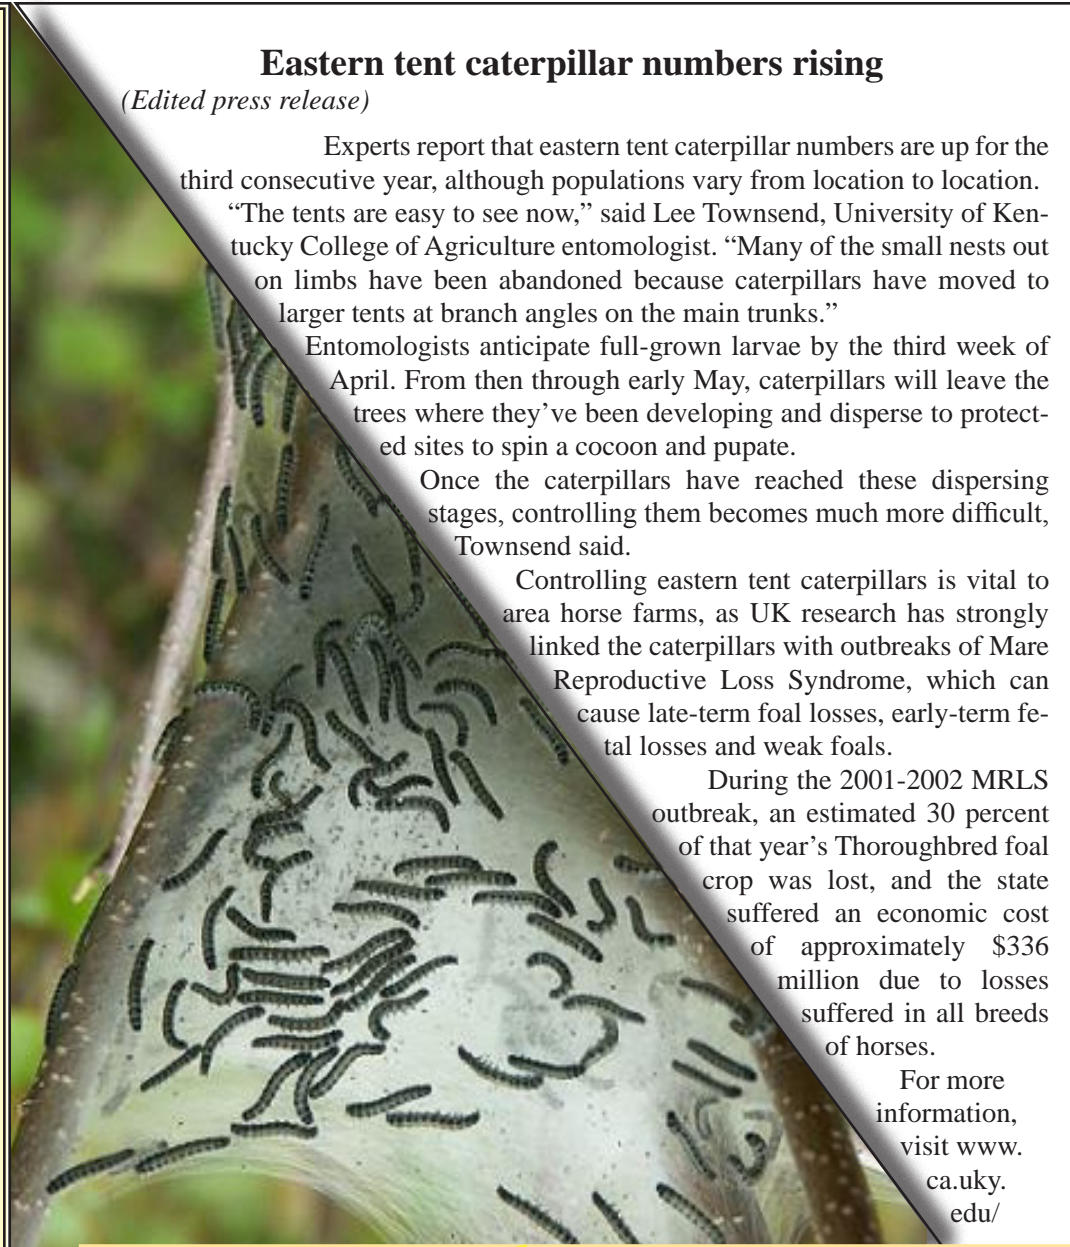 Eastern tent caterpillar numbers rising
(Edited press release)
Experts report that eastern tent caterpillar numbers are up for the
third consecutive year, although populations vary from location to location.
“The tents are easy to see now,” said Lee Townsend, University of Ken-
tucky College of Agriculture entomologist. “Many of the small nests out
on limbs have been abandoned because caterpillars have moved to
larger tents at branch angles on the main trunks.”
Entomologists anticipate full-grown larvae by the third week of
April. From then through early May, caterpillars will leave the
trees where they’ve been developing and disperse to protect-
ed sites to spin a cocoon and pupate.
Once the caterpillars have reached these dispersing
stages, controlling them becomes much more difficult,
Townsend said.
Controlling eastern tent caterpillars is vital to
area horse farms, as UK research has strongly
linked the caterpillars with outbreaks of Mare
Reproductive Loss Syndrome, which can
cause late-term foal losses, early-term fe-
tal losses and weak foals.
During the 2001-2002 MRLS
outbreak, an estimated 30 percent
of that year’s Thoroughbred foal
crop was lost, and the state
suffered an economic cost
of approximately $336
million due to losses
suffered in all breeds
of horses.
For more
information,
visit www.
ca.uky.
edu/